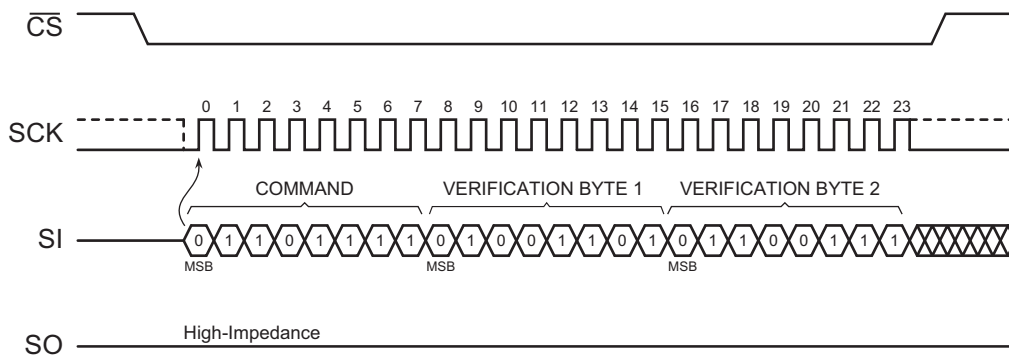 CS
0 1 2 3 4 5 6 7 8 9 10 11 12 13 14 15 16 17 18 19 20 21 22 23
SCK
COMMAND VERIFICATION BYTE 1 VERIFICATION BYTE 2
SI 0 1 1 0 1 1 1 1 0 1 0 0 1 1 0 1 0 1 1 0 0 1 1 1
MSB MSB MSB
High-Impedance
SO